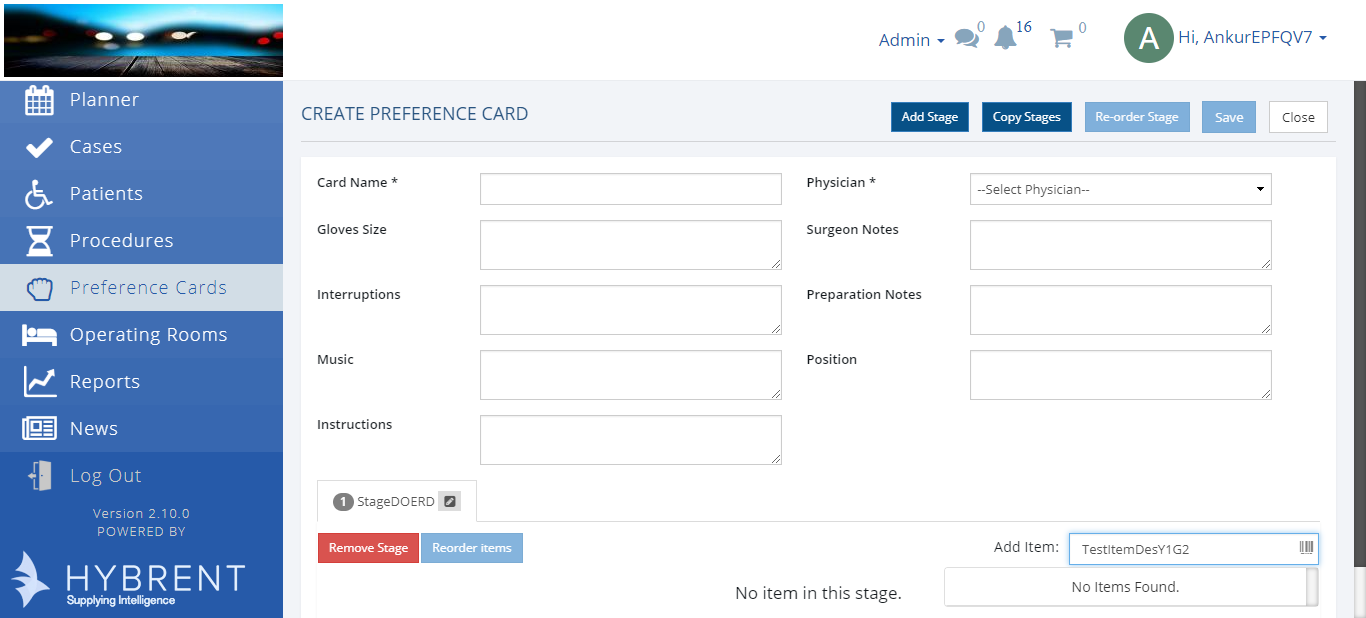 Admin 0 16 0 A Hi, AnkurEPFQV7
Planner
Cases
Patients
Procedures
Preference Cards
Operating Rooms
Reports
News
Log Out
Version 2.10.0
POWERED BY
HYBRENT
Supplying Intelligence
CREATE PREFERENCE CARD Add Stage Copy Stages Re-order Stage Save Close
Card Name * Physician * --Select Physician--
Gloves Size Surgeon Notes
Interruptions Preparation Notes
Music Position
Instructions
1 StageDOERD
Remove Stage Reorder items Add Item: TestItemDesY1G2
No item in this stage. No Items Found.